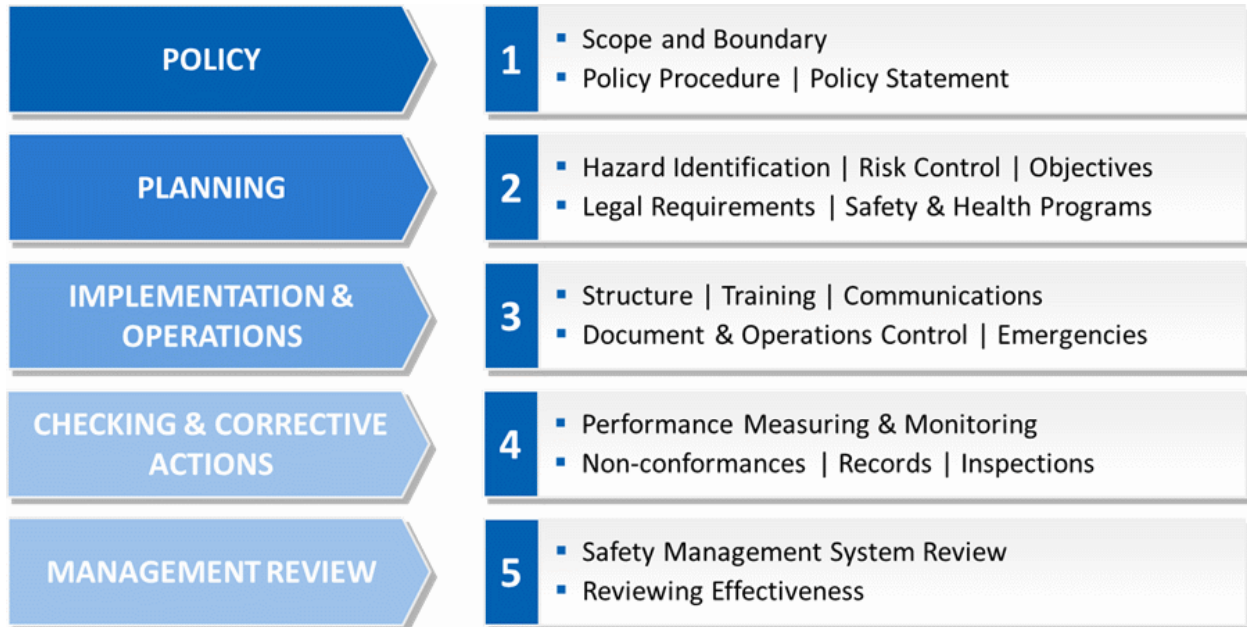 POLICY
1
▪ Scope and Boundary
▪ Policy Procedure | Policy Statement
PLANNING
2
▪ Hazard Identification | Risk Control | Objectives
▪ Legal Requirements | Safety & Health Programs
IMPLEMENTATION &
OPERATIONS
3
▪ Structure | Training | Communications
▪ Document & Operations Control | Emergencies
CHECKING & CORRECTIVE
ACTIONS
4
▪ Performance Measuring & Monitoring
▪ Non-conformances | Records | Inspections
MANAGEMENT REVIEW
5
▪ Safety Management System Review
▪ Reviewing Effectiveness